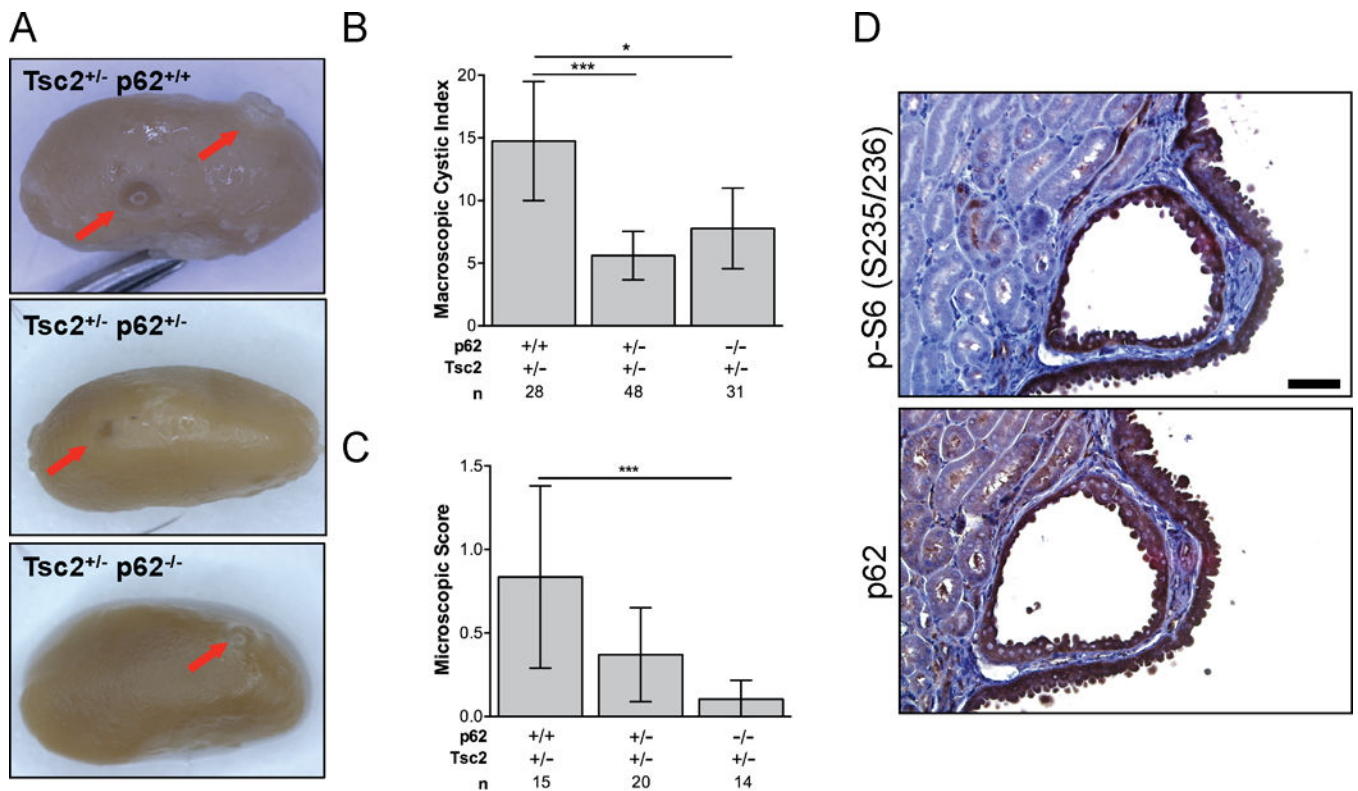 A
Tsc2+/- p62+/+
Tsc2+/- p62+/-
Tsc2+/- p62-/-
B
Macroscopic Cystic Index
20
15
10
5
0
*
***
p62 +/+ +/- -/-
Tsc2 +/- +/- +/-
n 28 48 31
C
Microscopic Score
1.5
1.0
0.5
0.0
***
p62 +/+ +/- -/-
Tsc2 +/- +/- +/-
n 15 20 14
D
p-S6 (S235/236)
p62